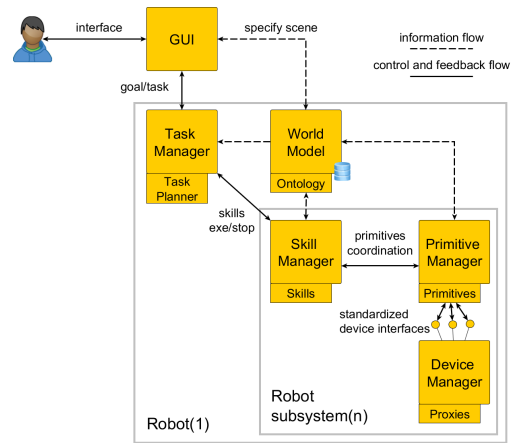 interface
specify scene
GUI
information flow
control and feedback flow
goal/task
Task
Manager
World
Model
Task
Planner
Ontology
skills
exe/stop
Skill
Manager
primitives
coordination
Primitive
Manager
Skills
Primitives
standardized
device interfaces
Device
Manager
Robot
subsystem(n)
Proxies
Robot(1)